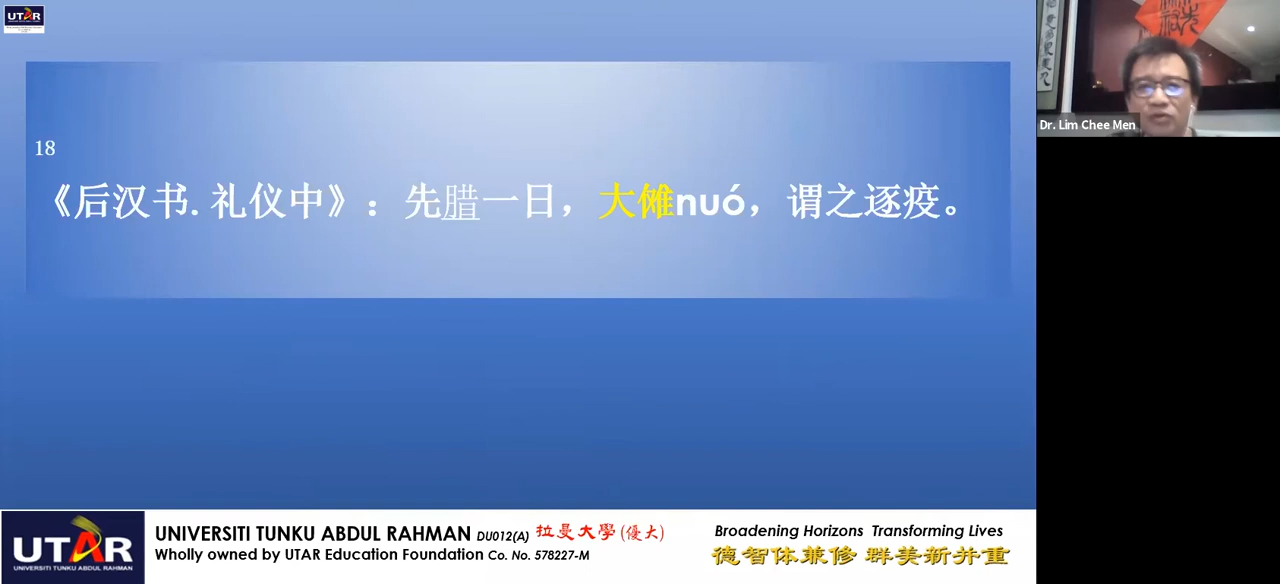 UTAR
18
《后汉书.礼仪中》：先腊一日，大傩nuó，谓之逐疫。
Dr. Lim Chee Men
UTAR
UNIVERSITI TUNKU ABDUL RAHMAN
UNIVERSITI TUNKU ABDUL RAHMAN DU012(A) 拉曼大學(優大)
Wholly owned by UTAR Education Foundation Co. No. 578227-M
Broadening Horizons Transforming Lives
德智体兼修 群美新并重